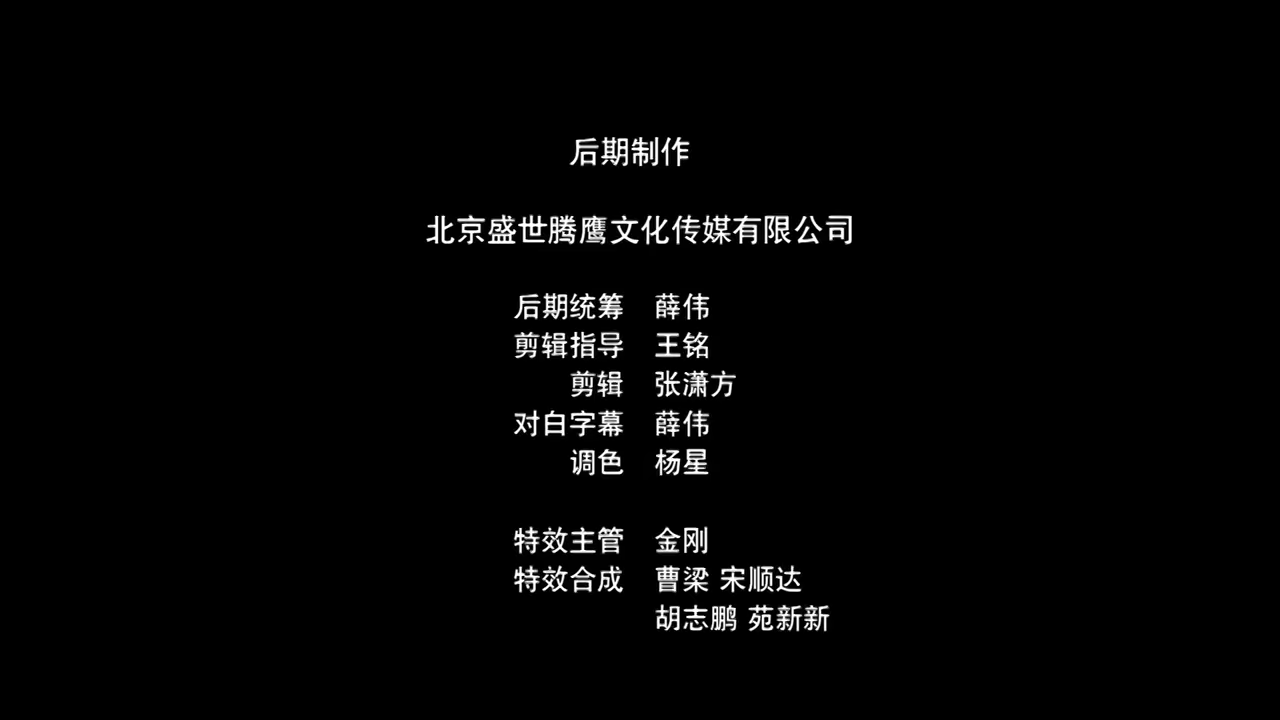 后期制作
北京盛世腾鹰文化传媒有限公司
后期统筹 薛伟
剪辑指导 王铭
剪辑 张潇方
对白字幕 薛伟
调色 杨星
特效主管 金刚
特效合成 曹梁 宋顺达
胡志鹏 苑新新